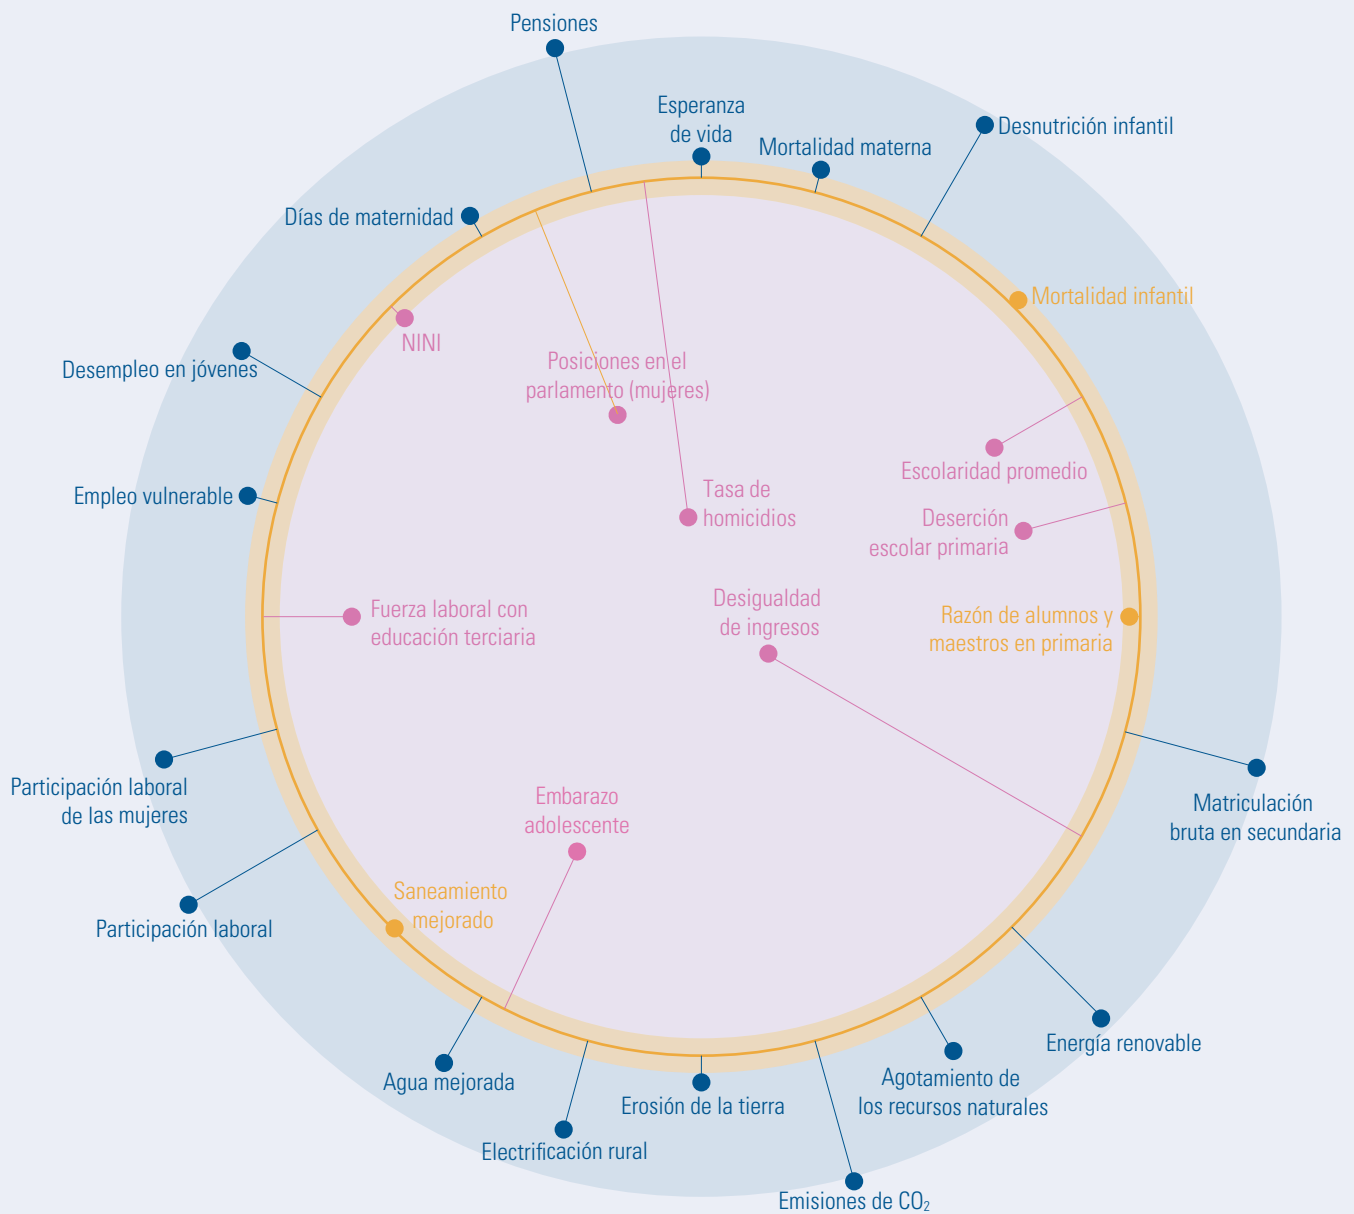 Pensiones
Esperanza
de vida
Mortalidad materna
Desnutrición infantil
Días de maternidad
Mortalidad infantil
NINI
Desempleo en jóvenes
Posiciones en el
parlamento (mujeres)
Escolaridad promedio
Empleo vulnerable
Tasa de
homicidios
Deserción
escolar primaria
Fuerza laboral con
educación terciaria
Desigualdad
de ingresos
Razón de alumnos y
maestros en primaria
Participación laboral
de las mujeres
Embarazo
adolescente
Matriculación
bruta en secundaria
Saneamiento
mejorado
Participación laboral
Energía renovable
Agua mejorada
Agotamiento de
los recursos naturales
Erosión de la tierra
Electrificación rural
Emisiones de CO₂